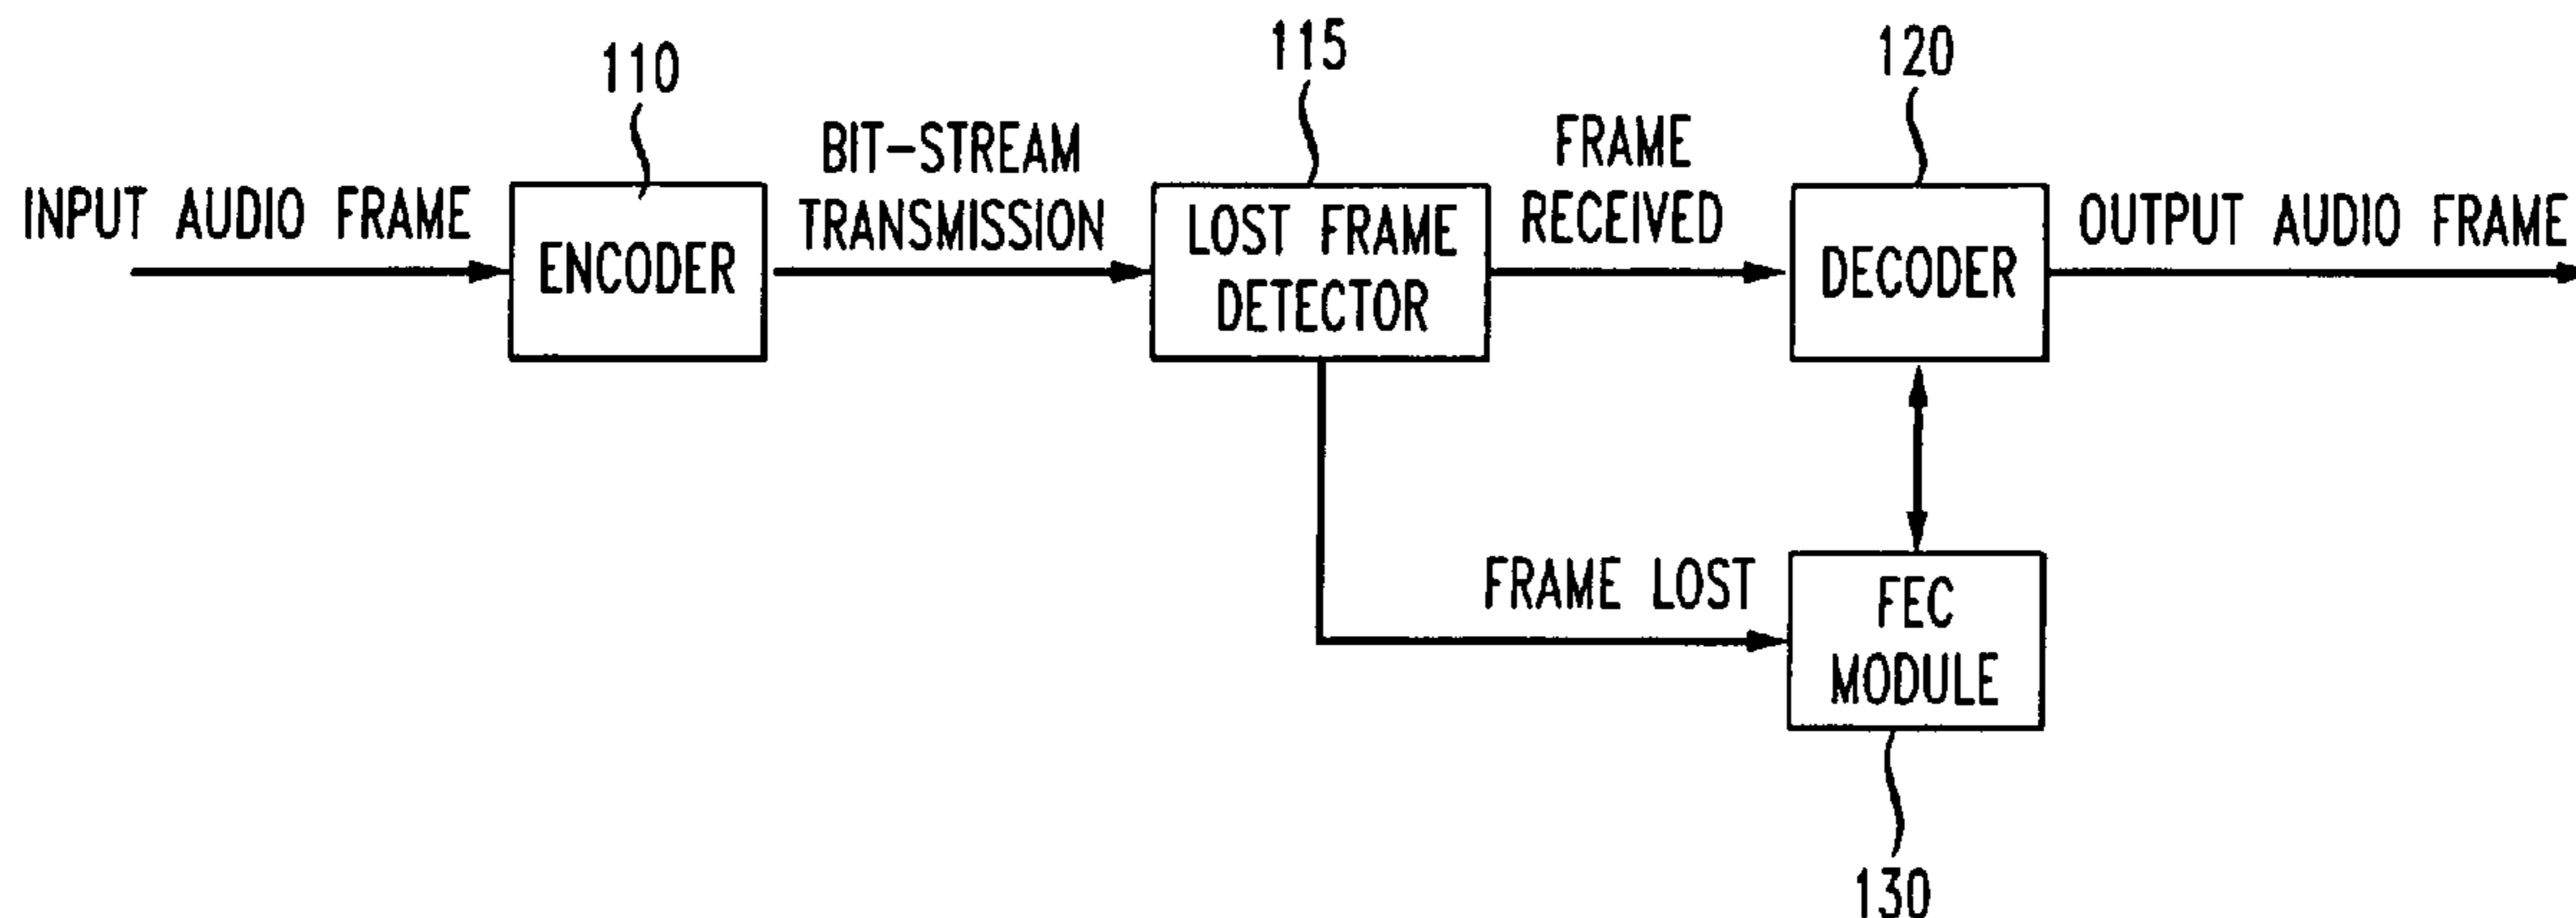 110
115
120
INPUT AUDIO FRAME
ENCODER
BIT-STREAM
TRANSMISSION
LOST FRAME
DETECTOR
FRAME
RECEIVED
DECODER
OUTPUT AUDIO FRAME
FRAME LOST
FEC
MODULE
130